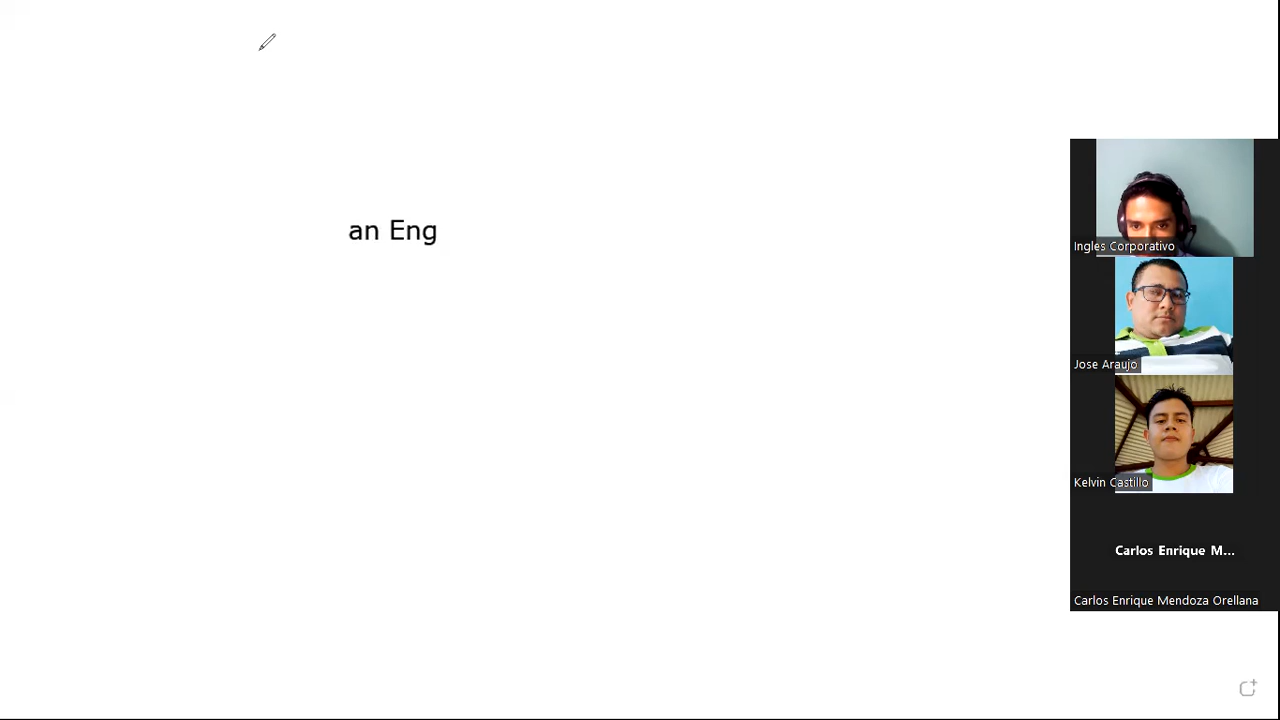 an Eng
Ingles Corporativo
Jose Araujo
Kelvin Castillo
Carlos Enrique M...
Carlos Enrique Mendoza Orellana